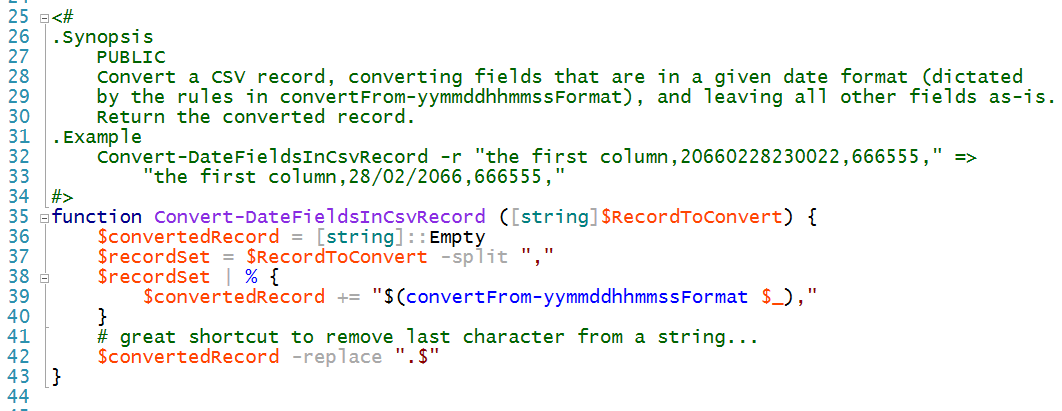 25 <#
26 .Synopsis
27     PUBLIC
28     Convert a CSV record, converting fields that are in a given date format (dictated
29     by the rules in convertFrom-yymmddhhmmssFormat), and leaving all other fields as-is.
30     Return the converted record.
31 .Example
32     Convert-DateFieldsInCsvRecord -r "the first column,20660228230022,666555," =>
33         "the first column,28/02/2066,666555,"
34 #>
35 function Convert-DateFieldsInCsvRecord ([string]$RecordToConvert) {
36     $convertedRecord = [string]::Empty
37     $recordSet = $RecordToConvert -split ","
38     $recordSet | % {
39         $convertedRecord += "$(convertFrom-yymmddhhmmssFormat $_),"
40     }
41     # great shortcut to remove last character from a string...
42     $convertedRecord -replace ".$"
43 }
44